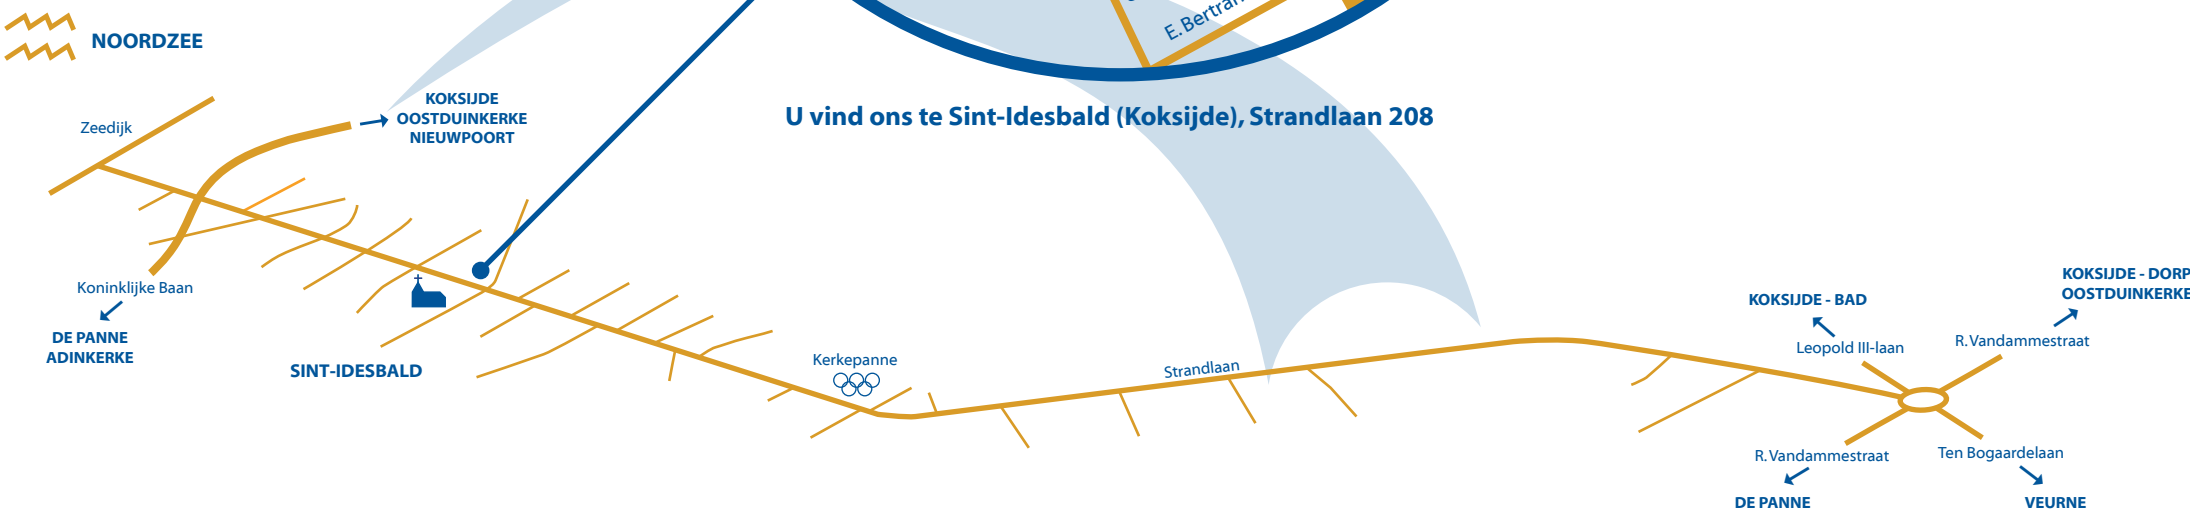 NOORDZEE
E. Bertran
U vind ons te Sint-Idesbald (Koksijde), Strandlaan 208
KOKSIJDE
OOSTDUINKERKE
NIEUWPOORT
Zeedijk
Koninklijke Baan
DE PANNE
ADINKERKE
SINT-IDESBALD
Kerkepanne
Strandlaan
KOKSIJDE - BAD
Leopold III-laan
KOKSIJDE - DORP
OOSTDUINKERKE
R. Vandammestraat
R. Vandammestraat
DE PANNE
Ten Bogaardelaan
VEURNE